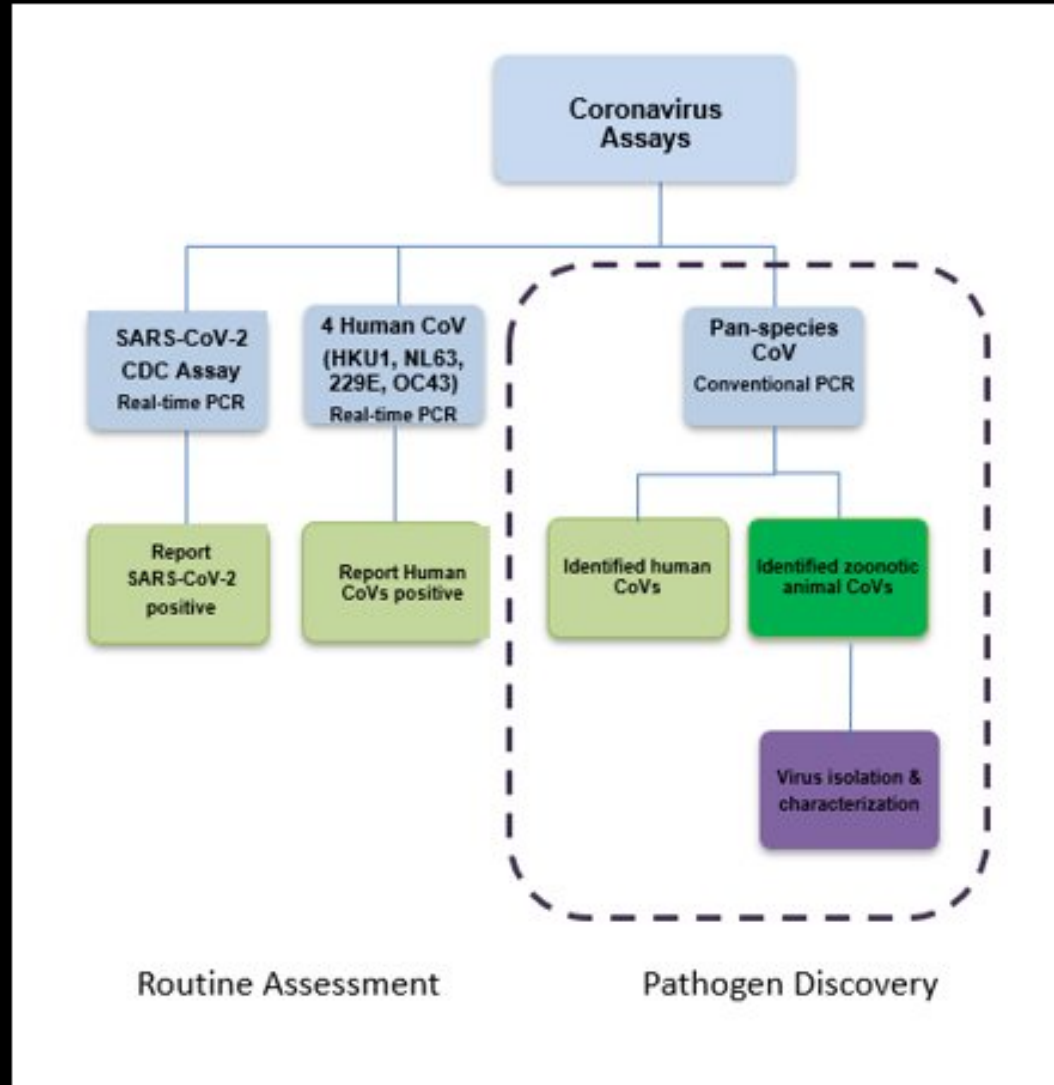 Coronavirus
Assays
SARS-CoV-2
CDC Assay
Real-time PCR
4 Human CoV
(HKU1, NL63,
229E, OC43)
Real-time PCR
Pan-species
CoV
Conventional PCR
Report
SARS-CoV-2
positive
Report Human
CoVs positive
Identified human
CoVs
Identified zoonotic
animal CoVs
Virus isolation &
characterization
Routine Assessment
Pathogen Discovery